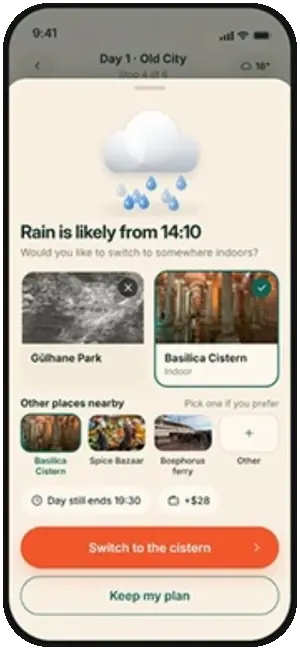 9:41
Day 1 · Old City
18°
Step 4 of 6
Rain is likely from 14:10
Would you like to switch to somewhere indoors?
Gülhane Park
Basilica Cistern
Indoor
Other places nearby
Pick one if you prefer
Basilica Cistern
Spice Bazaar
Bosphorus ferry
Other
Day still ends 19:30
+$28
Switch to the cistern
Keep my plan